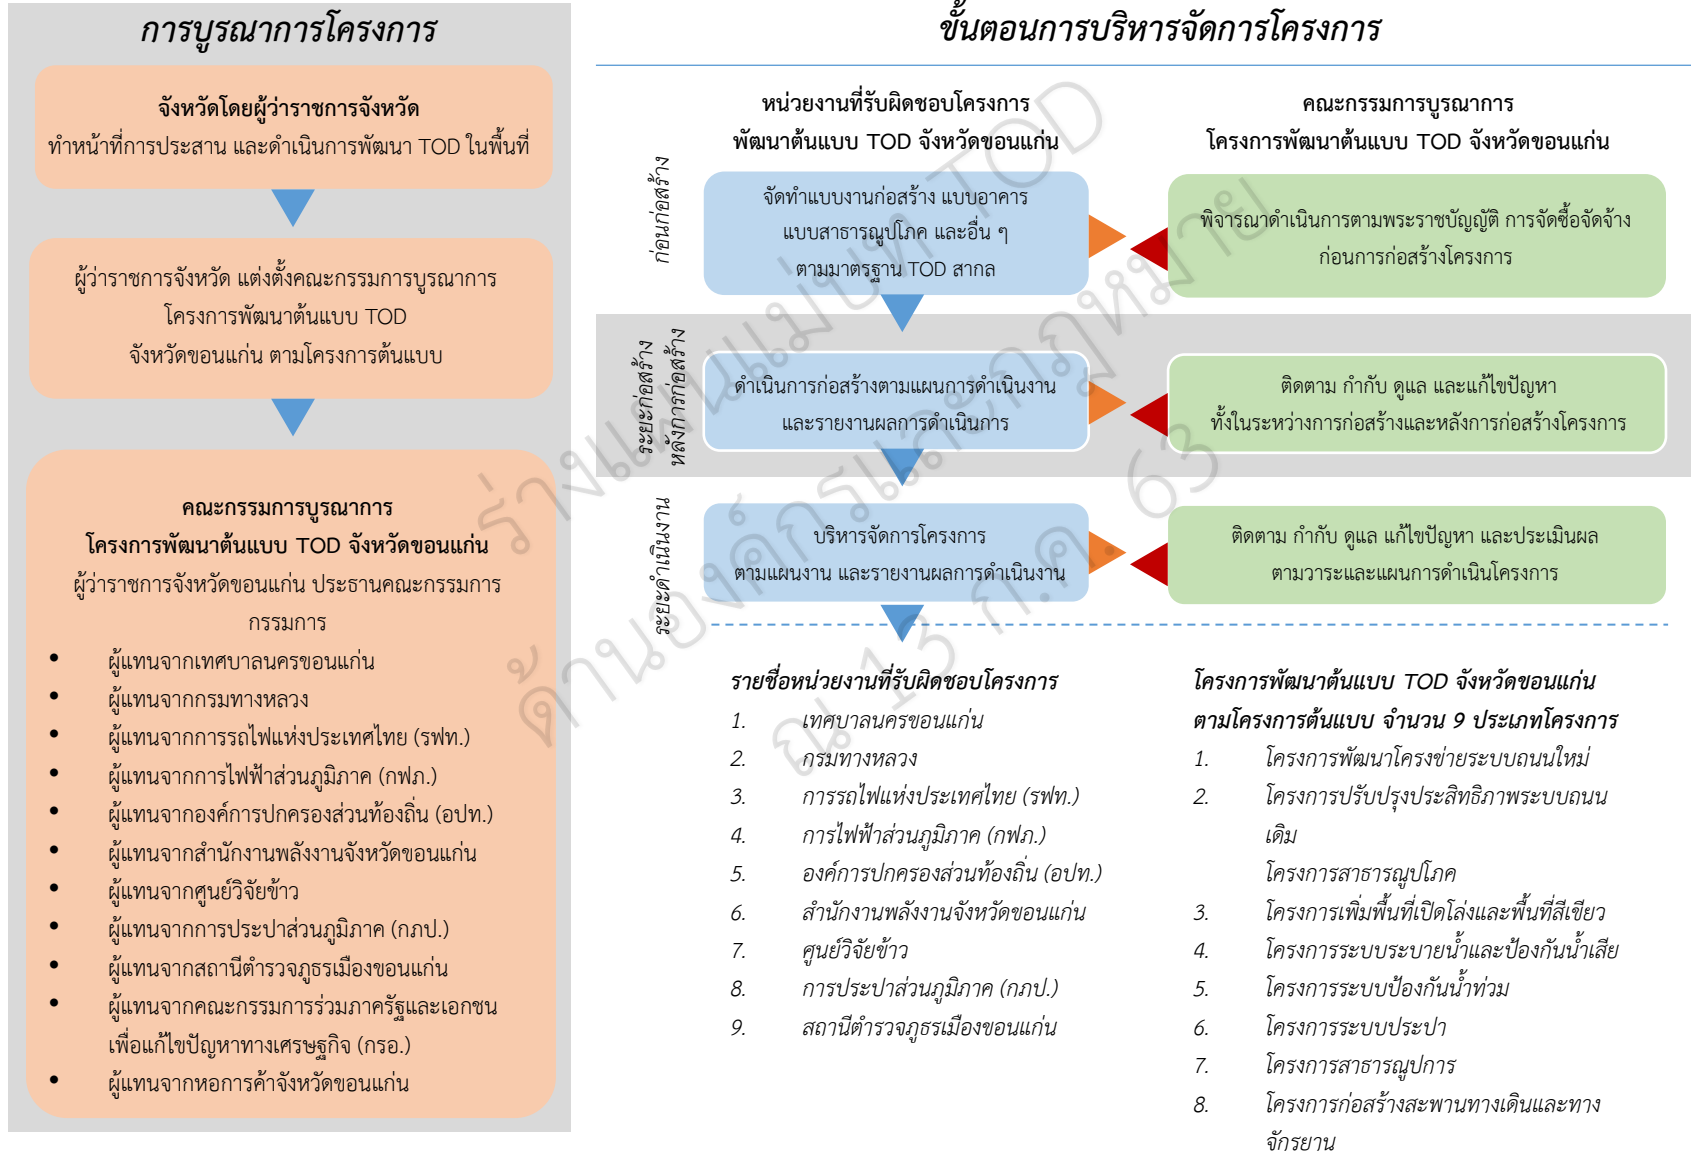 การบูรณาการโครงการ
จังหวัดโดยผู้ว่าราชการจังหวัด
ทำหน้าที่การประสาน และดำเนินการพัฒนา TOD ในพื้นที่
ผู้ว่าราชการจังหวัด แต่งตั้งคณะกรรมการบูรณาการ
โครงการพัฒนาต้นแบบ TOD
จังหวัดขอนแก่น ตามโครงการต้นแบบ
คณะกรรมการบูรณาการ
โครงการพัฒนาต้นแบบ TOD จังหวัดขอนแก่น
ผู้ว่าราชการจังหวัดขอนแก่น ประธานคณะกรรมการ
กรรมการ
• ผู้แทนจากเทศบาลนครขอนแก่น
• ผู้แทนจากกรมทางหลวง
• ผู้แทนจากการรถไฟแห่งประเทศไทย (รฟท.)
• ผู้แทนจากการไฟฟ้าส่วนภูมิภาค (กฟภ.)
• ผู้แทนจากองค์การปกครองส่วนท้องถิ่น (อปท.)
• ผู้แทนจากสำนักงานพลังงานจังหวัดขอนแก่น
• ผู้แทนจากศูนย์วิจัยข้าว
• ผู้แทนจากการประปาส่วนภูมิภาค (กภป.)
• ผู้แทนจากสถานีตำรวจภูธรเมืองขอนแก่น
• ผู้แทนจากคณะกรรมการร่วมภาครัฐและเอกชน
เพื่อแก้ไขปัญหาทางเศรษฐกิจ (กรอ.)
• ผู้แทนจากหอการค้าจังหวัดขอนแก่น
ขั้นตอนการบริหารจัดการโครงการ
หน่วยงานที่รับผิดชอบโครงการ
พัฒนาต้นแบบ TOD จังหวัดขอนแก่น
คณะกรรมการบูรณาการ
โครงการพัฒนาต้นแบบ TOD จังหวัดขอนแก่น
ก่อนก่อสร้าง
จัดทำแบบงานก่อสร้าง แบบอาคาร
แบบสาธารณูปโภค และอื่น ๆ
ตามมาตรฐาน TOD สากล
พิจารณาดำเนินการตามพระราชบัญญัติ การจัดซื้อจัดจ้าง
ก่อนการก่อสร้างโครงการ
ระยะก่อสร้าง
หลังการก่อสร้าง
ดำเนินการก่อสร้างตามแผนการดำเนินงาน
และรายงานผลการดำเนินการ
ติดตาม กำกับ ดูแล และแก้ไขปัญหา
ทั้งในระหว่างการก่อสร้างและหลังการก่อสร้างโครงการ
ระยะดำเนินงาน
บริหารจัดการโครงการ
ตามแผนงาน และรายงานผลการดำเนินงาน
ติดตาม กำกับ ดูแล แก้ไขปัญหา และประเมินผล
ตามวาระและแผนการดำเนินโครงการ
รายชื่อหน่วยงานที่รับผิดชอบโครงการ
1. เทศบาลนครขอนแก่น
2. กรมทางหลวง
3. การรถไฟแห่งประเทศไทย (รฟท.)
4. การไฟฟ้าส่วนภูมิภาค (กฟภ.)
5. องค์การปกครองส่วนท้องถิ่น (อปท.)
6. สำนักงานพลังงานจังหวัดขอนแก่น
7. ศูนย์วิจัยข้าว
8. การประปาส่วนภูมิภาค (กภป.)
9. สถานีตำรวจภูธรเมืองขอนแก่น
โครงการพัฒนาต้นแบบ TOD จังหวัดขอนแก่น
ตามโครงการต้นแบบ จำนวน 9 ประเภทโครงการ
1. โครงการพัฒนาโครงข่ายระบบถนนใหม่
2. โครงการปรับปรุงประสิทธิภาพระบบถนน
เดิม
โครงการสาธารณูปโภค
3. โครงการเพิ่มพื้นที่เปิดโล่งและพื้นที่สีเขียว
4. โครงการระบบระบายน้ำและป้องกันน้ำเสีย
5. โครงการระบบป้องกันน้ำท่วม
6. โครงการระบบประปา
7. โครงการสาธารณูปการ
8. โครงการก่อสร้างสะพานทางเดินและทาง
จักรยาน
ร่างแผนแม่บท TOD
ด้านองค์กรและกฎหมาย
ณ 13 ก.ค. 63